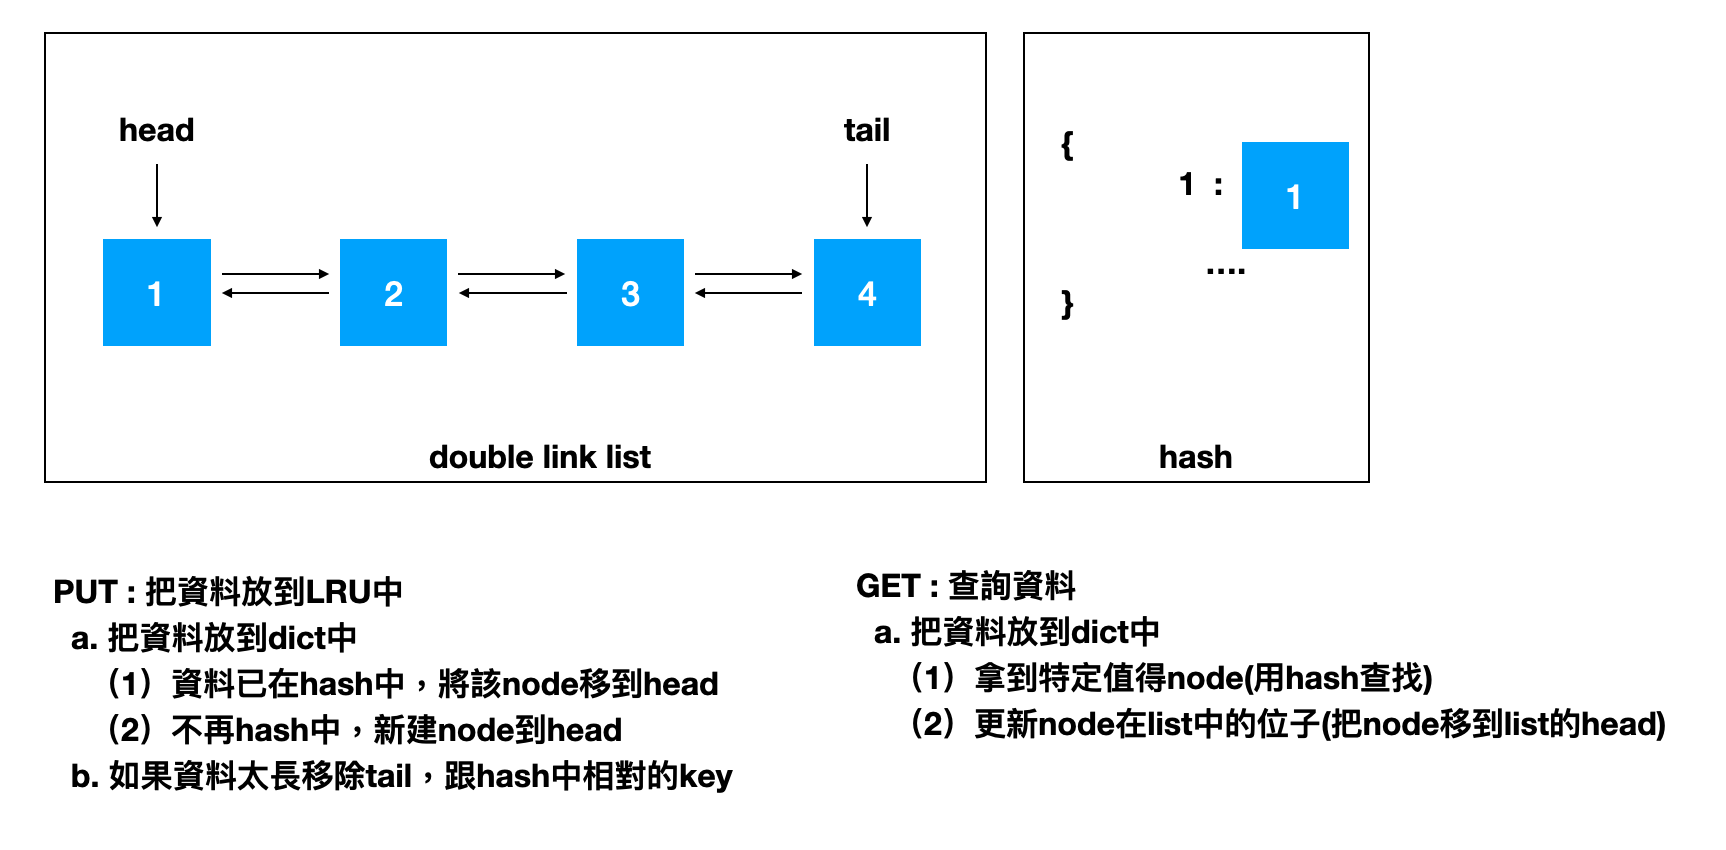 head
tail
1
2
3
4
double link list
{
1 :
1
....
}
hash
PUT : 把資料放到LRU中
a. 把資料放到dict中
（1）資料已在hash中，將該node移到head
（2）不再hash中，新建node到head
b. 如果資料太長移除tail，跟hash中相對的key
GET : 查詢資料
a. 把資料放到dict中
（1）拿到特定值得node(用hash查找)
（2）更新node在list中的位子(把node移到list的head)